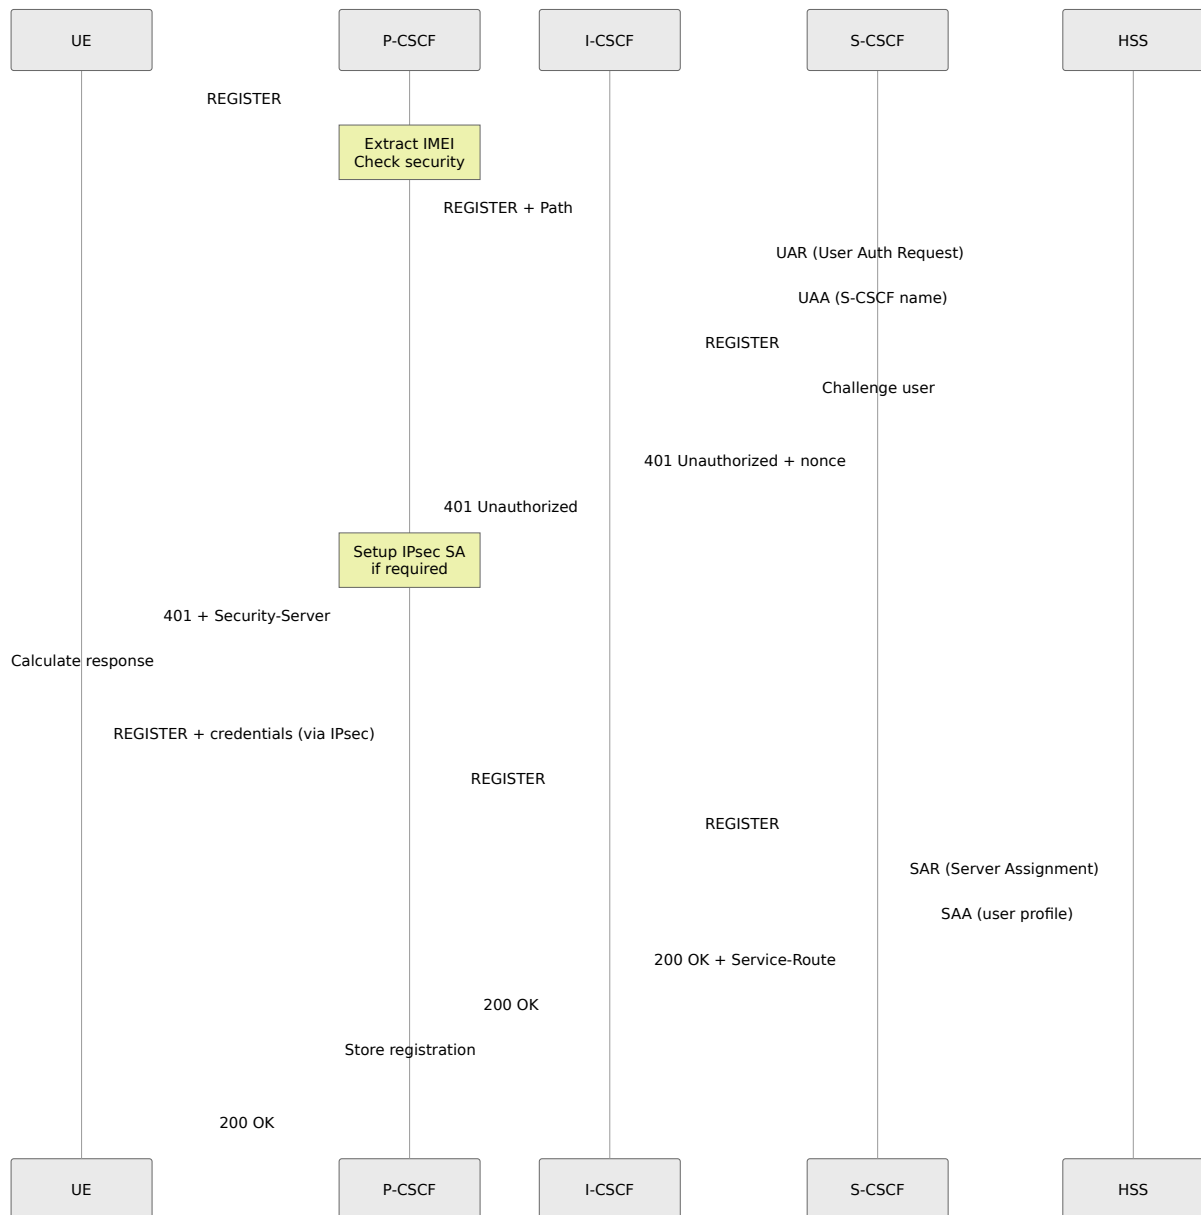 UE
P-CSCF
I-CSCF
S-CSCF
HSS
REGISTER
Extract IMEI
Check security
REGISTER + Path
UAR (User Auth Request)
UAA (S-CSCF name)
REGISTER
Challenge user
401 Unauthorized + nonce
401 Unauthorized
Setup IPsec SA
if required
401 + Security-Server
Calculate response
REGISTER + credentials (via IPsec)
REGISTER
REGISTER
SAR (Server Assignment)
SAA (user profile)
200 OK + Service-Route
200 OK
Store registration
200 OK
UE
P-CSCF
I-CSCF
S-CSCF
HSS